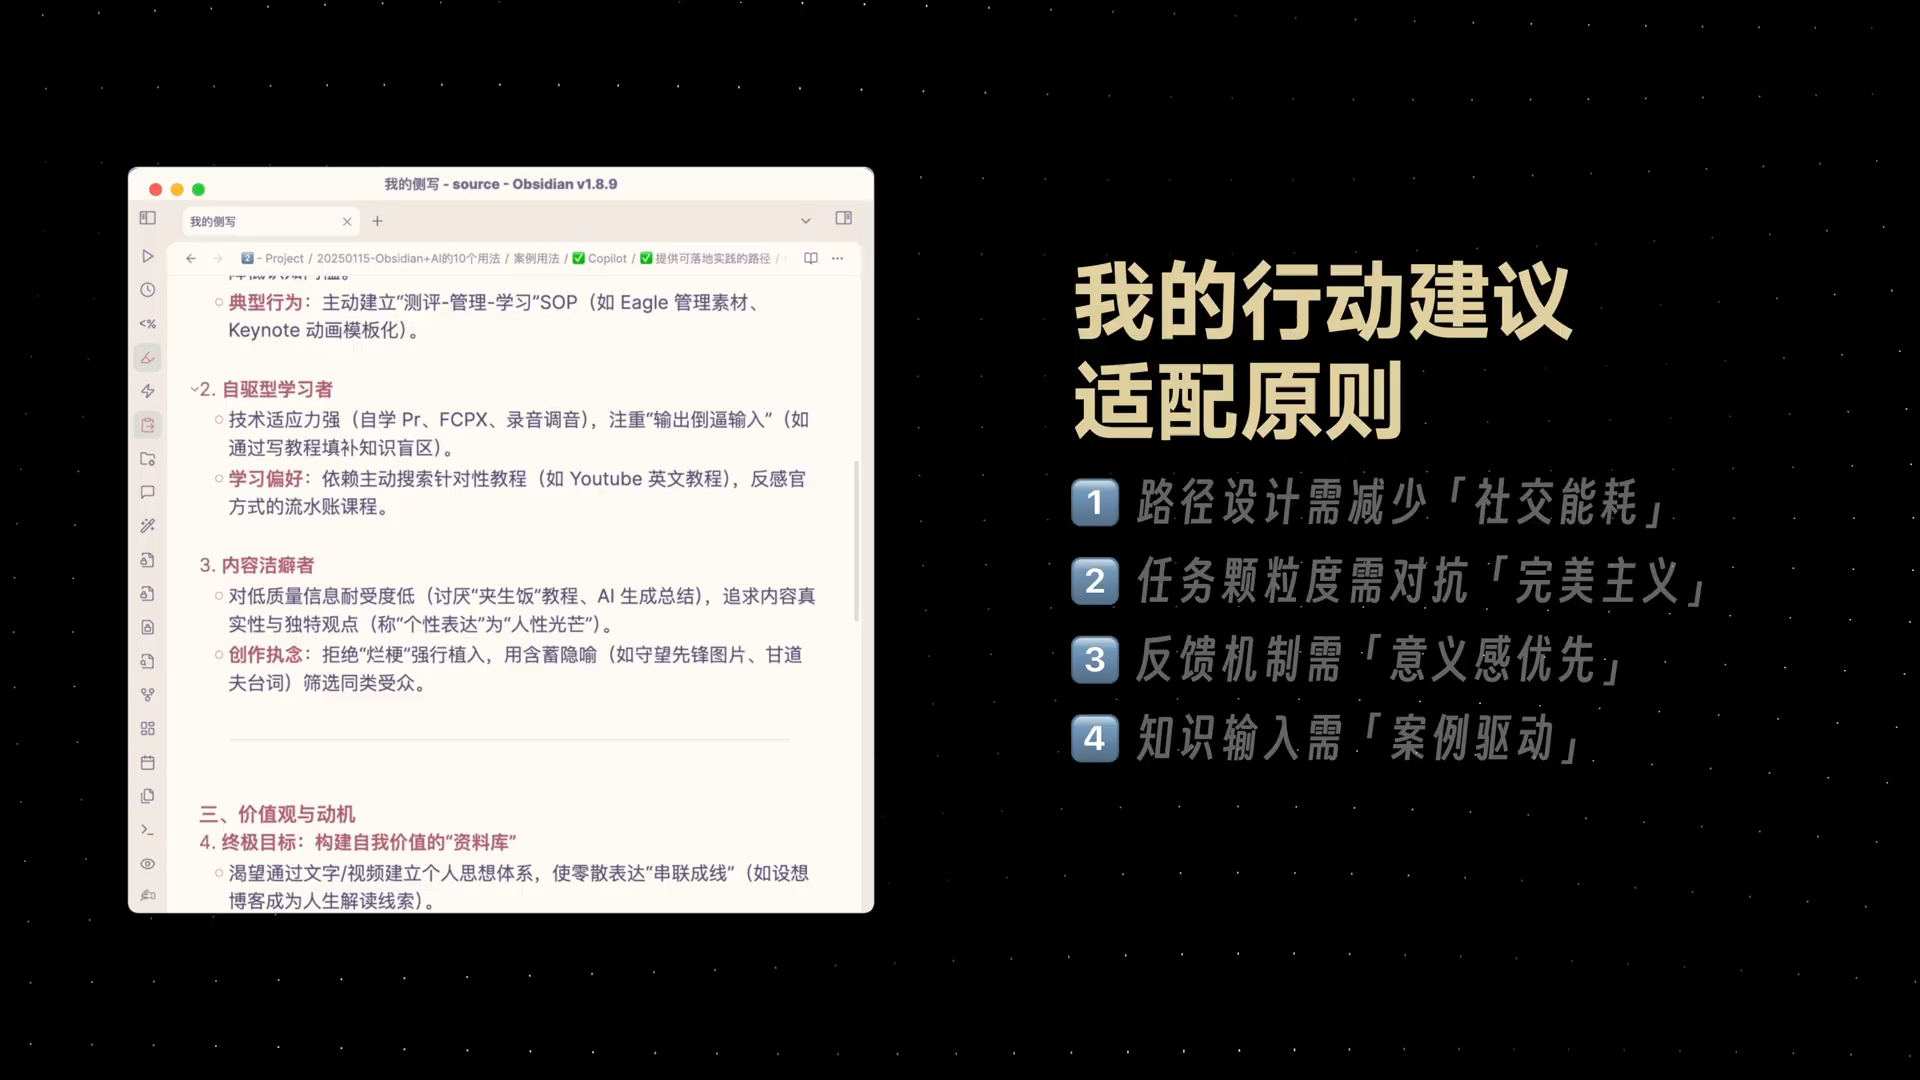 我的侧写 - source - Obsidian v1.8.9
我的侧写
2 - Project / 20250115-Obsidian+AI的10个用法 / 案例用法 / ✅ Copilot / ✅ 提供可落地实践的路径 /
典型行为：主动建立“测评-管理-学习”SOP（如 Eagle 管理素材、
Keynote 动画模板化）。
2. 自驱型学习者
技术适应力强（自学 Pr、FCPX、录音调音），注重“输出倒逼输入”（如
通过写教程填补知识盲区）。
学习偏好：依赖主动搜索针对性教程（如 Youtube 英文教程），反感官
方式的流水账课程。
3. 内容洁癖者
对低质量信息耐受度低（讨厌“夹生饭”教程、AI 生成总结），追求内容真
实性与独特观点（称“个性表达”为“人性光芒”）。
创作执念：拒绝“烂梗”强行植入，用含蓄隐喻（如守望先锋图片、甘道
夫台词）筛选同类受众。
三、价值观与动机
4. 终极目标：构建自我价值的“资料库”
渴望通过文字/视频建立个人思想体系，使零散表达“串联成线”（如设想
博客成为人生解读线索）。
我的行动建议
适配原则
1 路径设计需减少「社交能耗」
2 任务颗粒度需对抗「完美主义」
3 反馈机制需「意义感优先」
4 知识输入需「案例驱动」